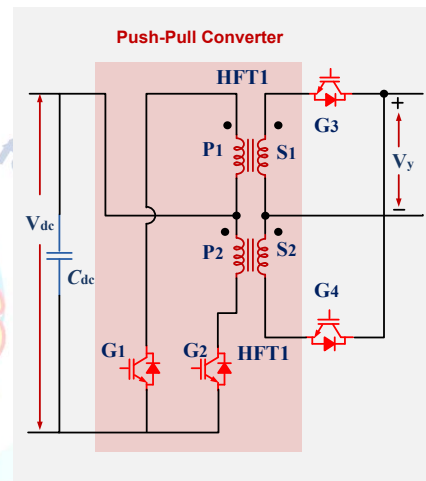 Push-Pull Converter
HFT1
G3
P1
S1
+
Vy
Vdc
−
P2
S2
Cdc
G4
G1
G2
HFT1